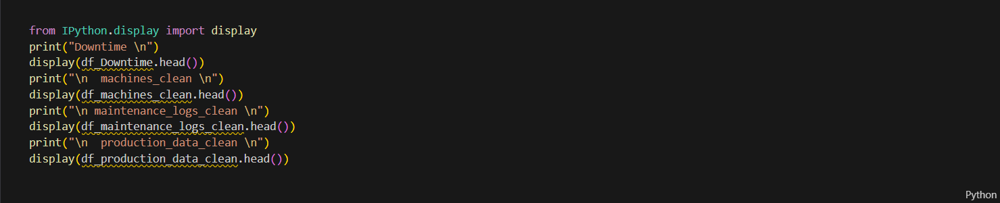 from IPython.display import display
print("Downtime \n")
display(df_Downtime.head())
print("\n  machines_clean \n")
display(df_machines_clean.head())
print("\n maintenance_logs_clean \n")
display(df_maintenance_logs_clean.head())
print("\n  production_data_clean \n")
display(df_production_data_clean.head())
Python